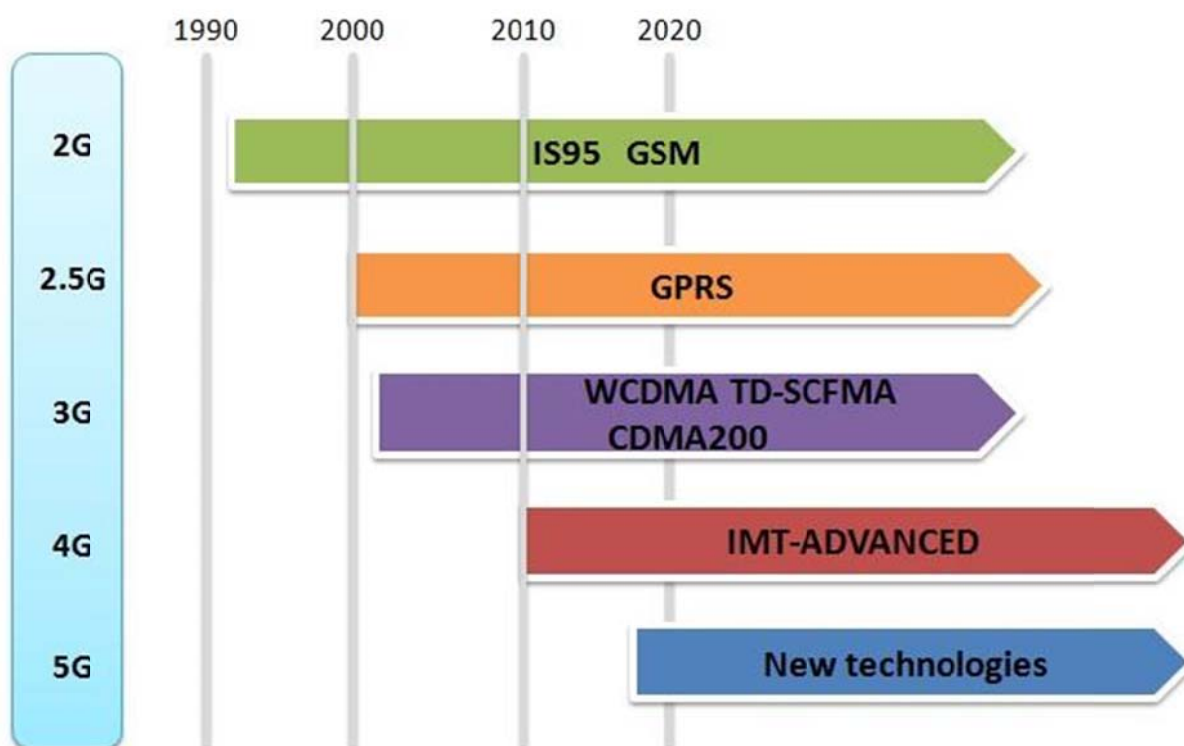 1990 2000 2010 2020
2G
IS95 GSM
2.5G
GPRS
3G
WCDMA TD-SCFMA
CDMA200
4G
IMT-ADVANCED
5G
New technologies